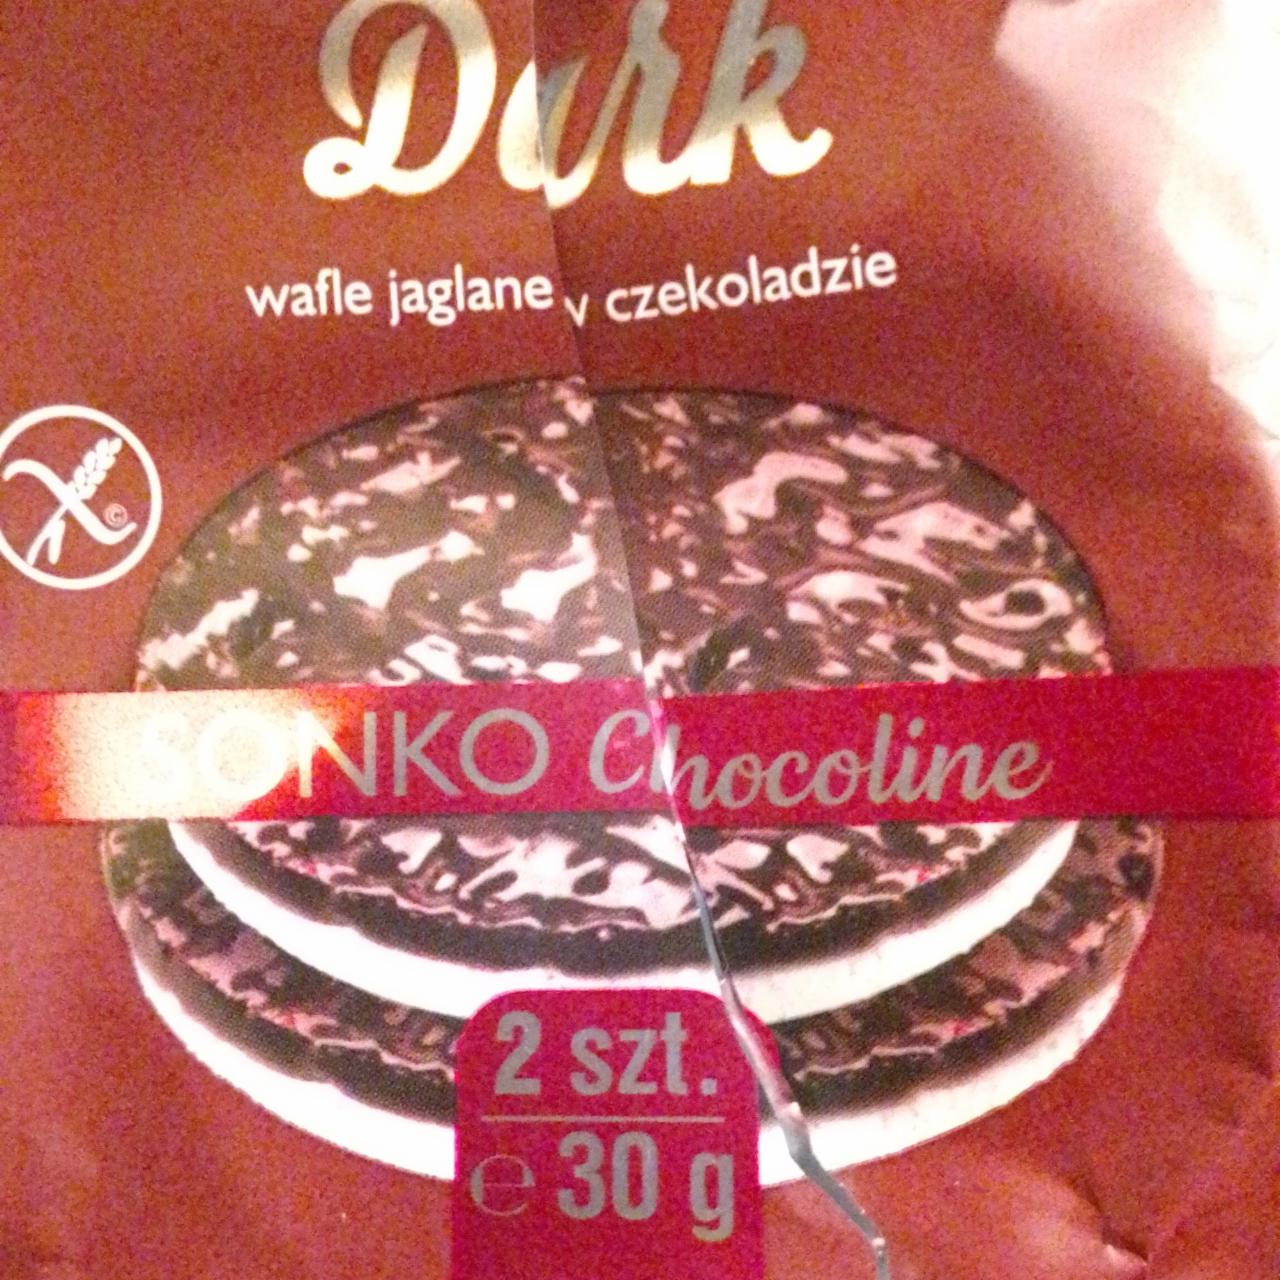 Dark
wafle jaglane w czekoladzie
©
SONKO Chocoline
2 szt.
e 30 g